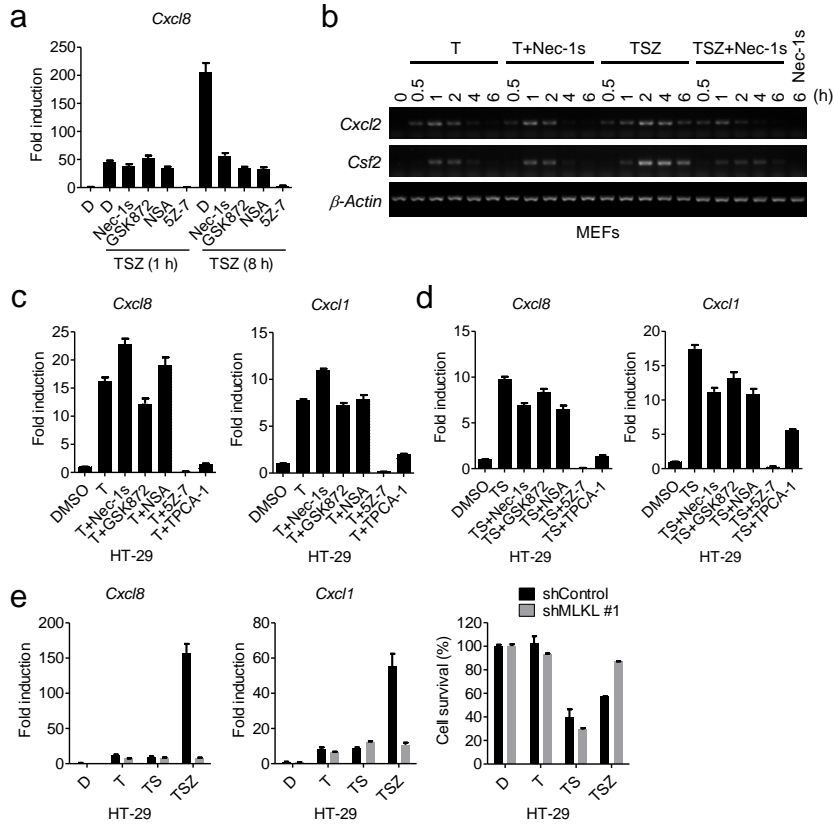 a
Cxcl8
Fold induction
250
200
150
100
50
0
D
D
Nec-1s
GSK872
NSA
5Z-7
D
Nec-1s
GSK872
NSA
5Z-7
TSZ (1 h)
TSZ (8 h)
b
T
T+Nec-1s
TSZ
TSZ+Nec-1s
Nec-1s
0
0.5
1
2
4
6
0.5
1
2
4
6
0.5
1
2
4
6
0.5
1
2
4
6
6
(h)
Cxcl2
Csf2
β-Actin
MEFs
c
Cxcl8
Fold induction
25
20
15
10
5
0
DMSO
T
T+Nec-1s
T+GSK872
T+NSA
T+5Z-7
T+TPCA-1
HT-29
Cxcl1
Fold induction
15
10
5
0
DMSO
T
T+Nec-1s
T+GSK872
T+NSA
T+5Z-7
T+TPCA-1
HT-29
d
Cxcl8
Fold induction
15
10
5
0
DMSO
TS
TS+Nec-1s
TS+GSK872
TS+NSA
TS+5Z-7
TS+TPCA-1
HT-29
Cxcl1
Fold induction
20
15
10
5
0
DMSO
TS
TS+Nec-1s
TS+GSK872
TS+NSA
TS+5Z-7
TS+TPCA-1
HT-29
e
Cxcl8
Fold induction
200
150
100
50
0
D
T
TS
TSZ
HT-29
Cxcl1
Fold induction
80
60
40
20
0
D
T
TS
TSZ
HT-29
shControl
shMLKL #1
Cell survival (%)
120
100
80
60
40
20
0
D
T
TS
TSZ
HT-29